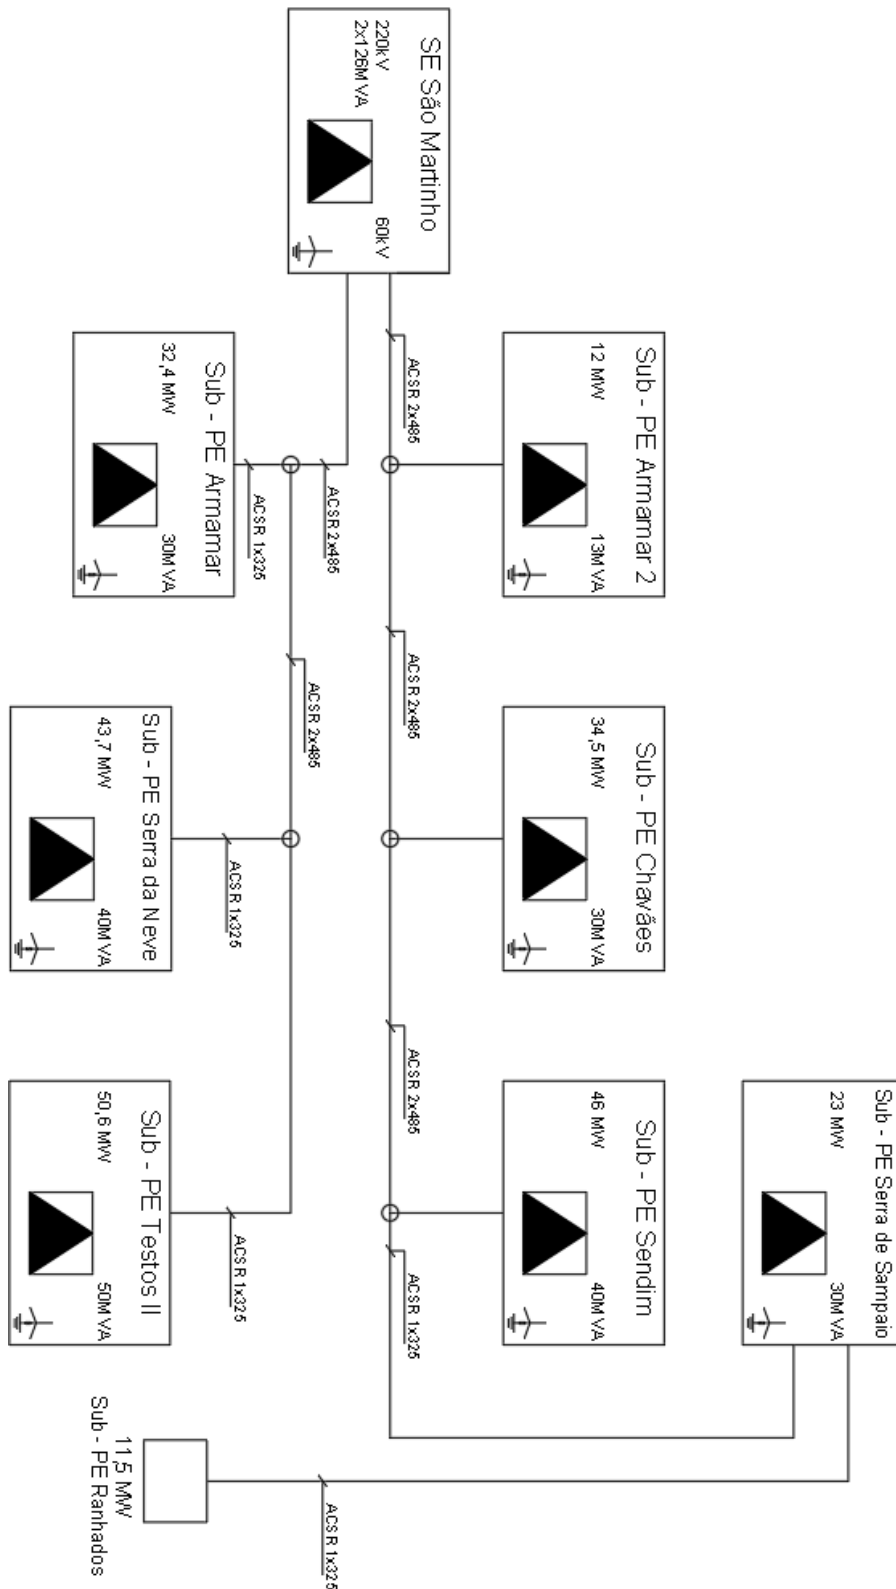 SE São Martinho
220kV
2x126MVA
60kV
ACSR 2x485
Sub - PE Armamar 2
12 MW
13MVA
ACSR 2x485
Sub - PE Chavães
34,5 MW
30MVA
ACSR 2x485
Sub - PE Sendim
46 MW
40MVA
ACSR 1x325
Sub - PE Serra de Sampaio
23 MW
30MVA
Sub - PE Armamar
32,4 MW
30MVA
ACSR 2x485
ACSR 1x325
ACSR 2x485
Sub - PE Serra da Neve
43,7 MW
40MVA
ACSR 1x325
Sub - PE Testos II
50,6 MW
50MVA
ACSR 1x325
11,5 MW
Sub - PE Ranhados
ACSR 1x325